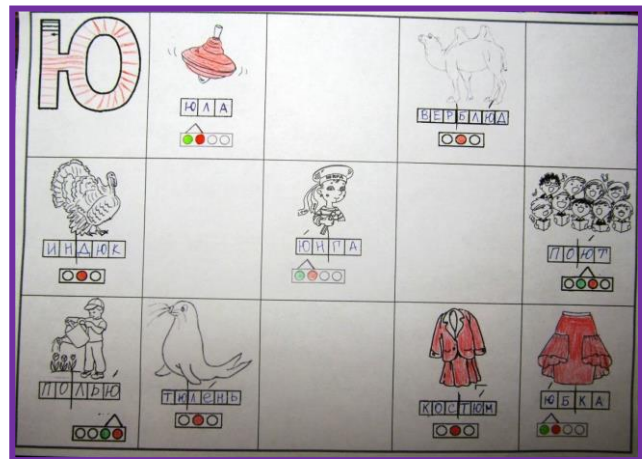 Ю
ЮЛА
ВЕРБЛЮД
ИНДЮК
ЮНГА
ПОЮТ
ПОЛЬЮ
ТЮЛЕНЬ
КОСТЮМ
ЮБКА